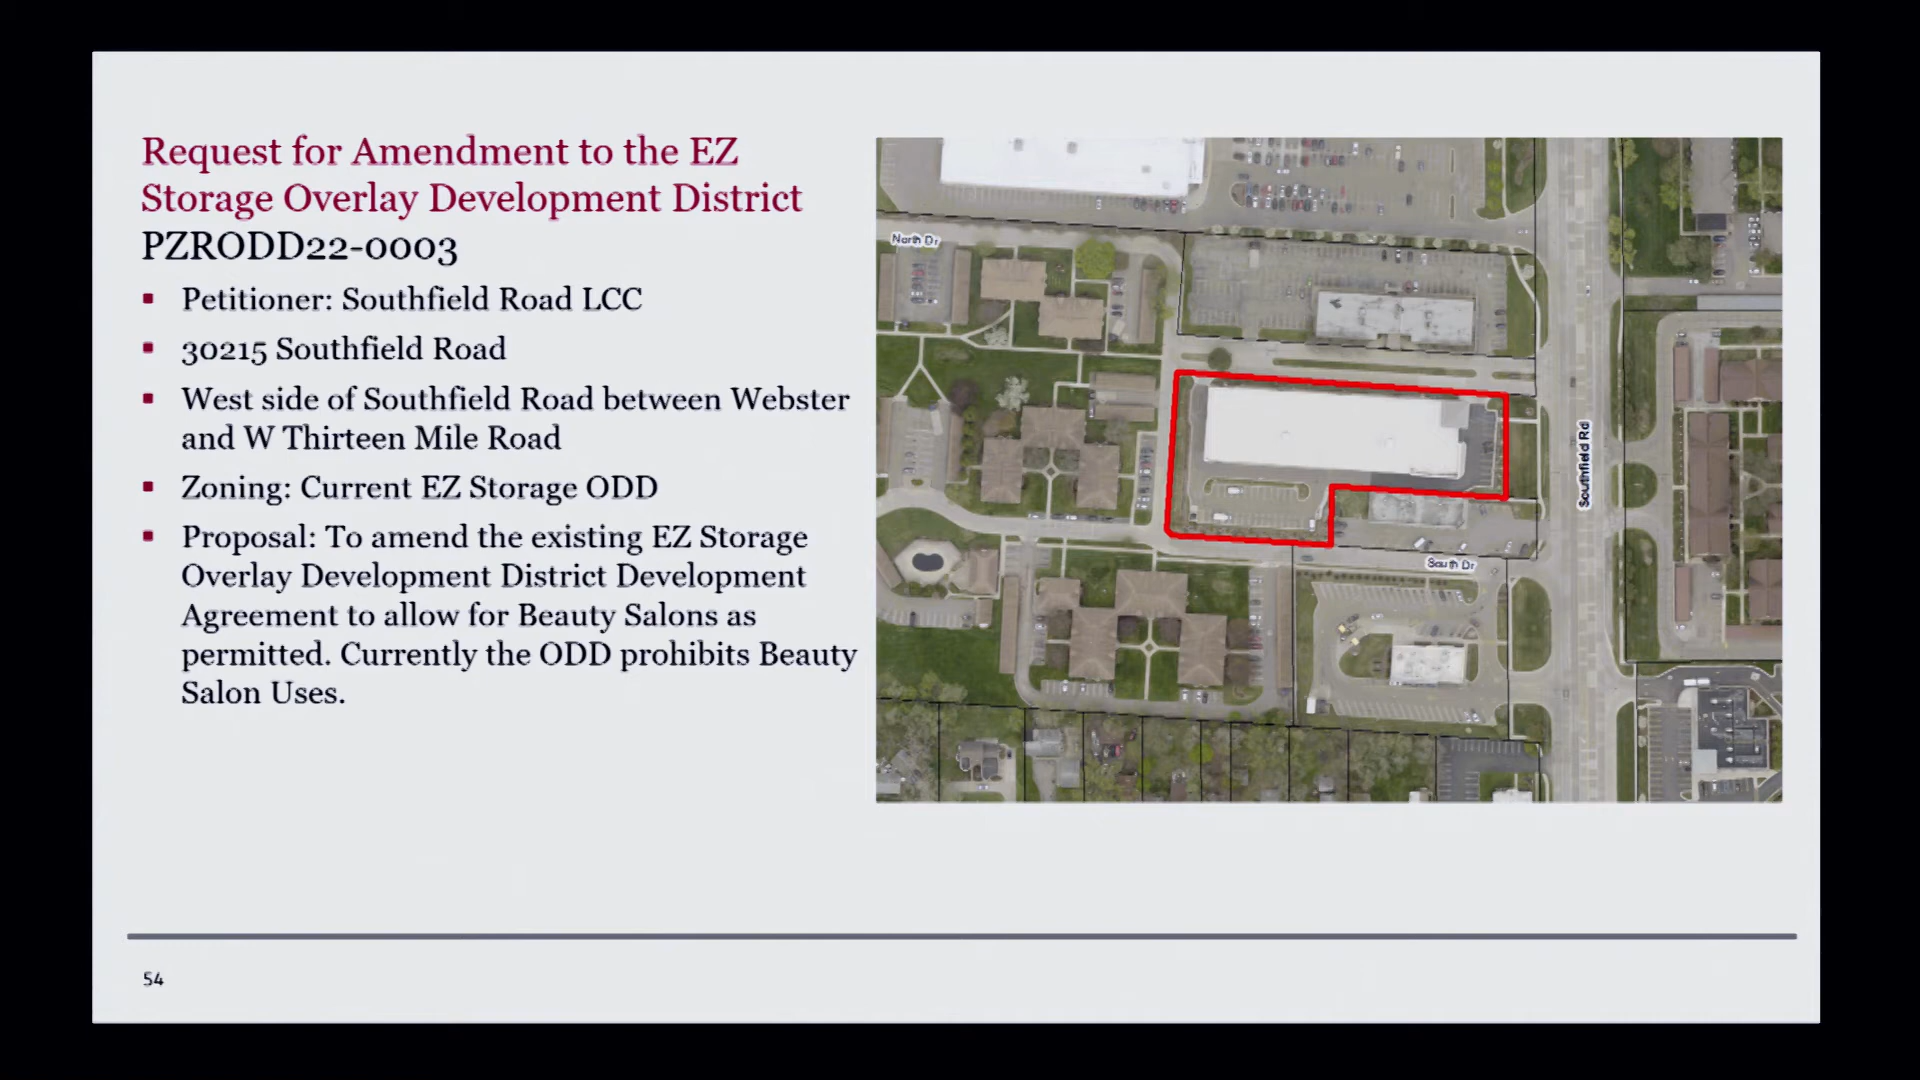 Request for Amendment to the EZ
Storage Overlay Development District
PZRODD22-0003
▪ Petitioner: Southfield Road LCC
▪ 30215 Southfield Road
▪ West side of Southfield Road between Webster
and W Thirteen Mile Road
▪ Zoning: Current EZ Storage ODD
▪ Proposal: To amend the existing EZ Storage
Overlay Development District Development
Agreement to allow for Beauty Salons as
permitted. Currently the ODD prohibits Beauty
Salon Uses.
North Dr
Southfield Rd
South Dr
54